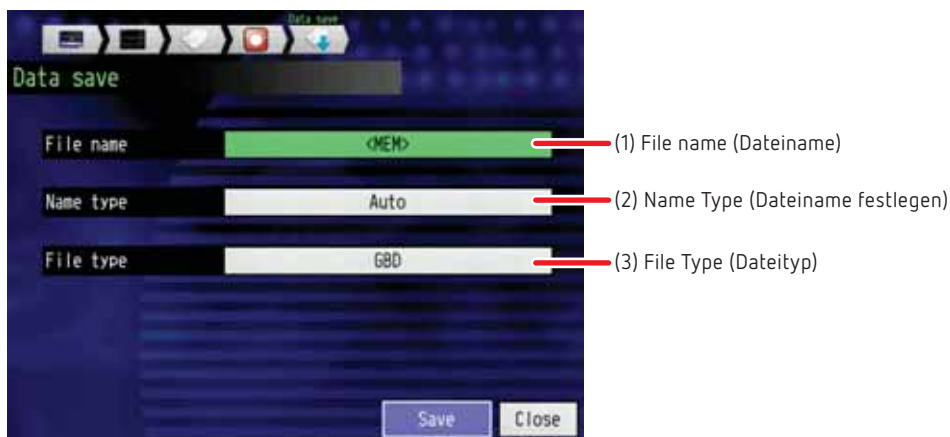 Data save
Data save
File name <MEM> (1) File name (Dateiname)
Name type Auto (2) Name Type (Dateiname festlegen)
File type GBD (3) File Type (Dateityp)
Save Close